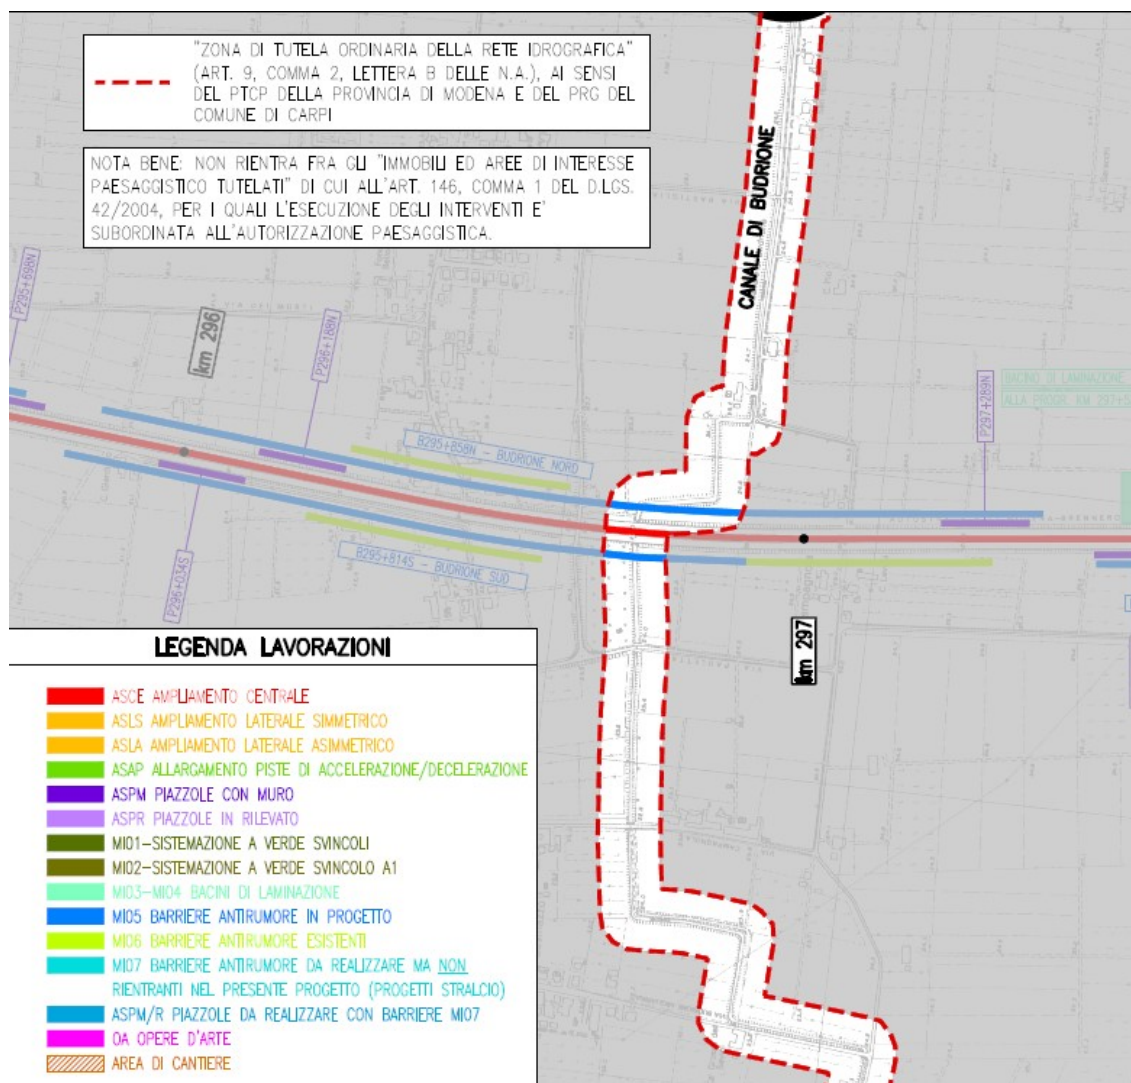 "ZONA DI TUTELA ORDINARIA DELLA RETE IDROGRAFICA"
(ART. 9, COMMA 2, LETTERA B DELLE N.A.), AI SENSI
DEL PTCP DELLA PROVINCIA DI MODENA E DEL PRG DEL
COMUNE DI CARPI
NOTA BENE: NON RIENTRA FRA GLI "IMMOBILI ED AREE DI INTERESSE
PAESAGGISTICO TUTELATI" DI CUI ALL'ART. 146, COMMA 1 DEL D.LGS.
42/2004, PER I QUALI L'ESECUZIONE DEGLI INTERVENTI E'
SUBORDINATA ALL'AUTORIZZAZIONE PAESAGGISTICA.
CANALE DI BUDRIONE
P295+698N
km 296
P296+188N
P297+289N
BACINO DI LAMINAZIONE
ALLA PROGR. KM 297+5
B295+858N - BUDRIONE NORD
B295+814S - BUDRIONE SUD
P296+034S
km 297
LEGENDA LAVORAZIONI
ASCE AMPLIAMENTO CENTRALE
ASLS AMPLIAMENTO LATERALE SIMMETRICO
ASLA AMPLIAMENTO LATERALE ASIMMETRICO
ASAP ALLARGAMENTO PISTE DI ACCELERAZIONE/DECELERAZIONE
ASPM PIAZZOLE CON MURO
ASPR PIAZZOLE IN RILEVATO
MI01-SISTEMAZIONE A VERDE SVINCOLI
MI02-SISTEMAZIONE A VERDE SVINCOLO A1
MI03-MI04 BACINI DI LAMINAZIONE
MI05 BARRIERE ANTIRUMORE IN PROGETTO
MI06 BARRIERE ANTIRUMORE ESISTENTI
MI07 BARRIERE ANTIRUMORE DA REALIZZARE MA NON
RIENTRANTI NEL PRESENTE PROGETTO (PROGETTI STRALCIO)
ASPM/R PIAZZOLE DA REALIZZARE CON BARRIERE MI07
OA OPERE D'ARTE
AREA DI CANTIERE